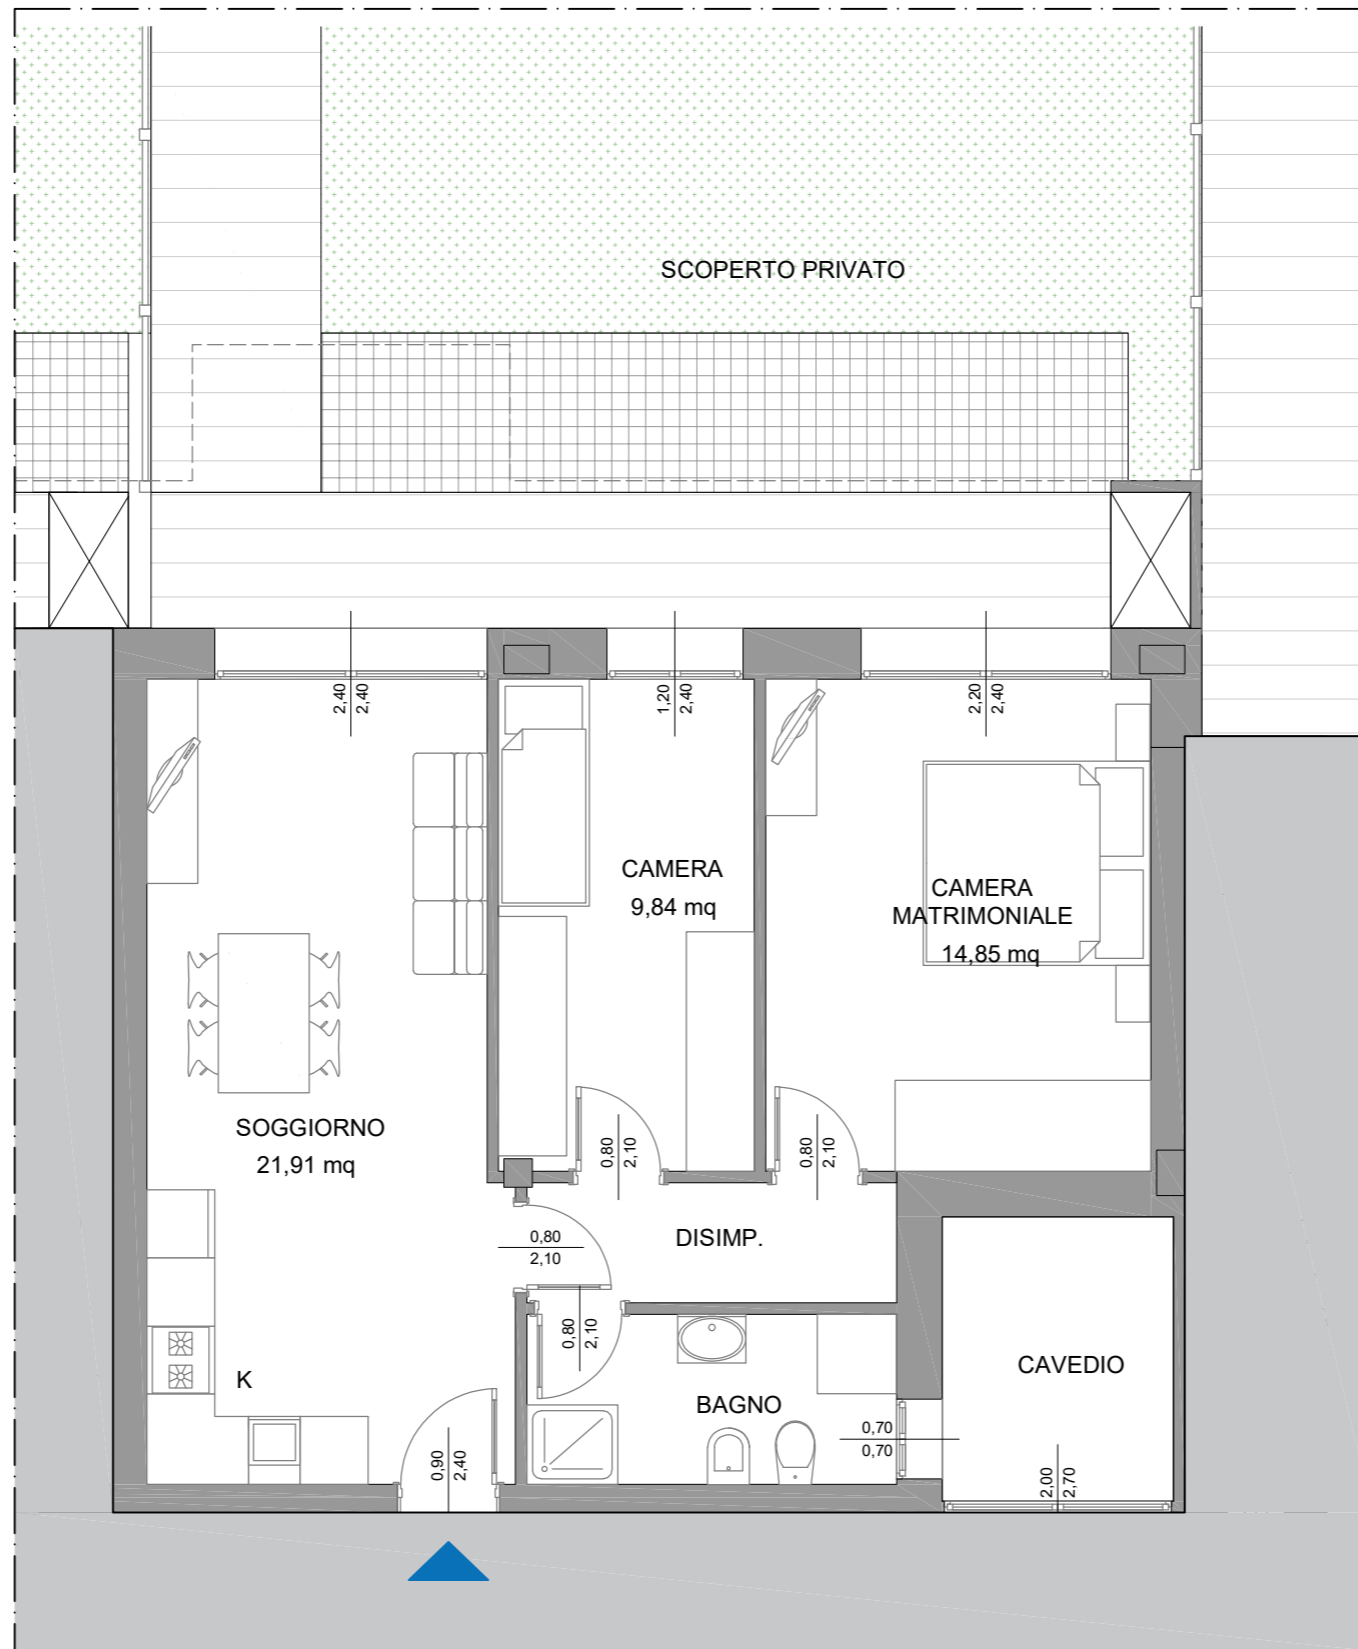 SCOPERTO PRIVATO
2,40
2,40
1,20
2,40
2,20
2,40
CAMERA
9,84 mq
CAMERA
MATRIMONIALE
14,85 mq
SOGGIORNO
21,91 mq
0,80
2,10
0,80
2,10
0,80
2,10
DISIMP.
0,80
2,10
K
BAGNO
CAVEDIO
0,90
2,40
0,70
0,70
2,00
2,70